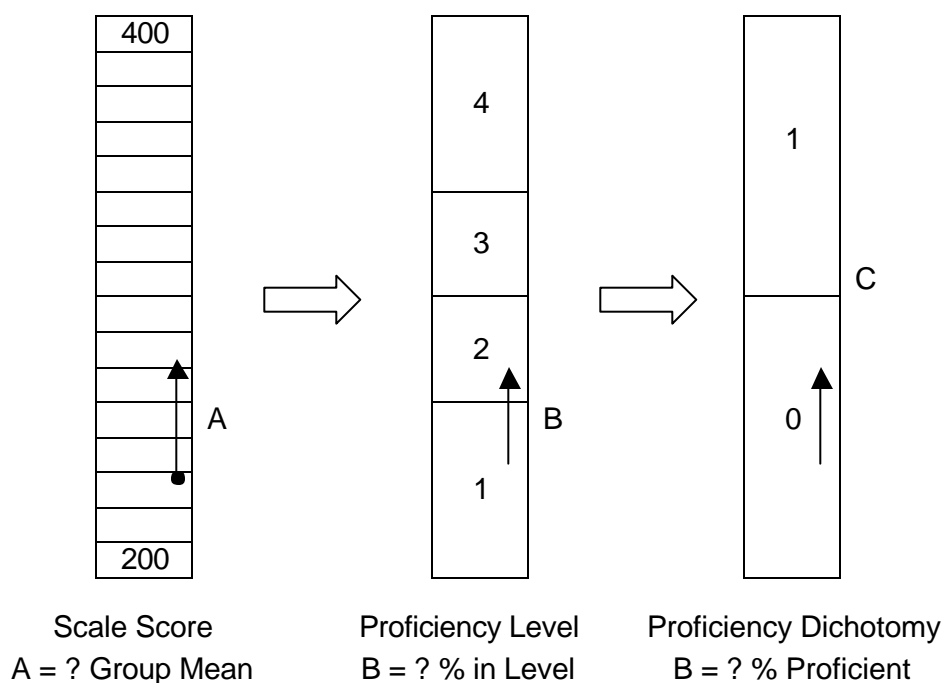 400
200
A
Scale Score
A = ? Group Mean
4
3
2
1
B
Proficiency Level
B = ? % in Level
1
0
C
Proficiency Dichotomy
B = ? % Proficient